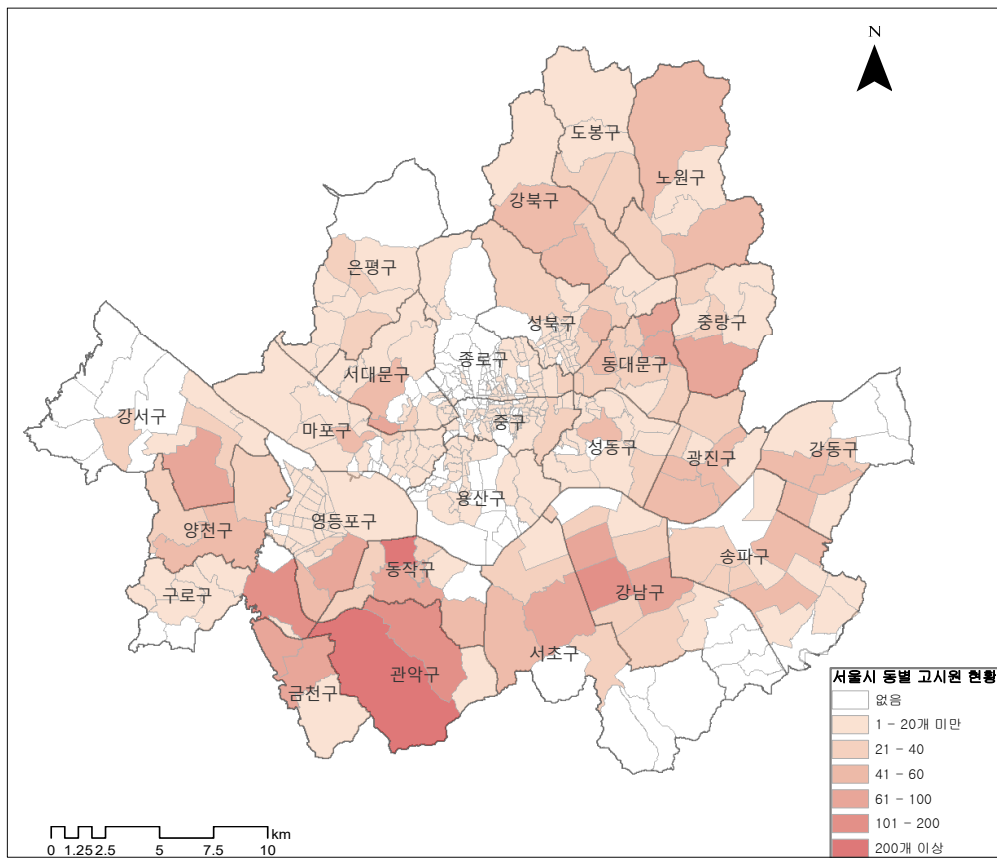 N
도봉구
노원구
강북구
은평구
성북구
중랑구
종로구
동대문구
서대문구
강서구
마포구
중구
성동구
광진구
강동구
용산구
양천구
영등포구
송파구
동작구
구로구
강남구
서초구
관악구
금천구
서울시 동별 고시원 현황
없음
1 - 20개 미만
21 - 40
41 - 60
61 - 100
101 - 200
200개 이상
km
0 1.25 2.5 5 7.5 10